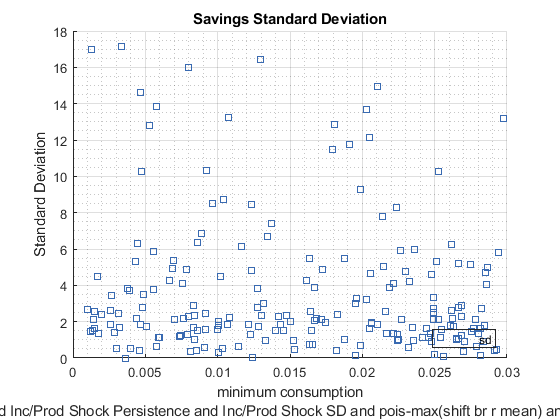 Savings Standard Deviation
18
16
14
12
10
8
6
4
2
0
Standard Deviation
0 0.005 0.01 0.015 0.02 0.025 0.03
sd
minimum consumption
d Inc/Prod Shock Persistence and Inc/Prod Shock SD and pois-max(shift br r mean) ar